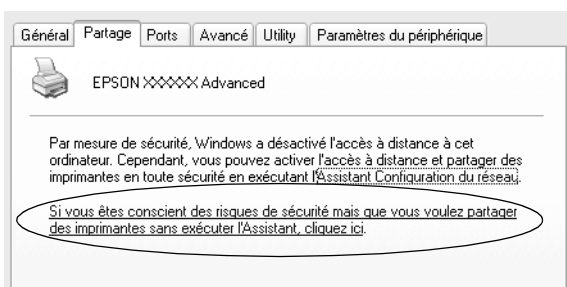 Général Partage Ports Avancé Utility Paramètres du périphérique
EPSON XXXXX Advanced
Par mesure de sécurité, Windows a désactivé l'accès à distance à cet
ordinateur. Cependant, vous pouvez activer l'accès à distance et partager des
imprimantes en toute sécurité en exécutant l'Assistant Configuration du réseau.
Si vous êtes conscient des risques de sécurité mais que vous voulez partager
des imprimantes sans exécuter l'Assistant, cliquez ici.